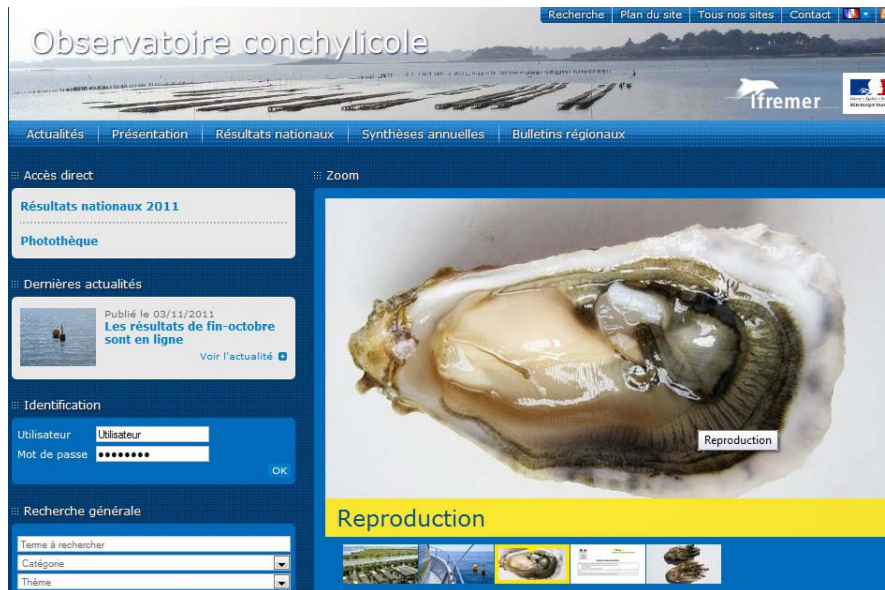 Recherche Plan du site Tous nos sites Contact
Observatoire conchylicole
Ifremer
Actualités Présentation Résultats nationaux Synthèses annuelles Bulletins régionaux
Accès direct
Résultats nationaux 2011
Photothèque
Dernières actualités
Publié le 03/11/2011
Les résultats de fin-octobre
sont en ligne
Voir l'actualité
Identification
Utilisateur Utilisateur
Mot de passe ••••••••
OK
Recherche générale
Terme à rechercher
Catégorie
Thème
Zoom
Reproduction
Reproduction